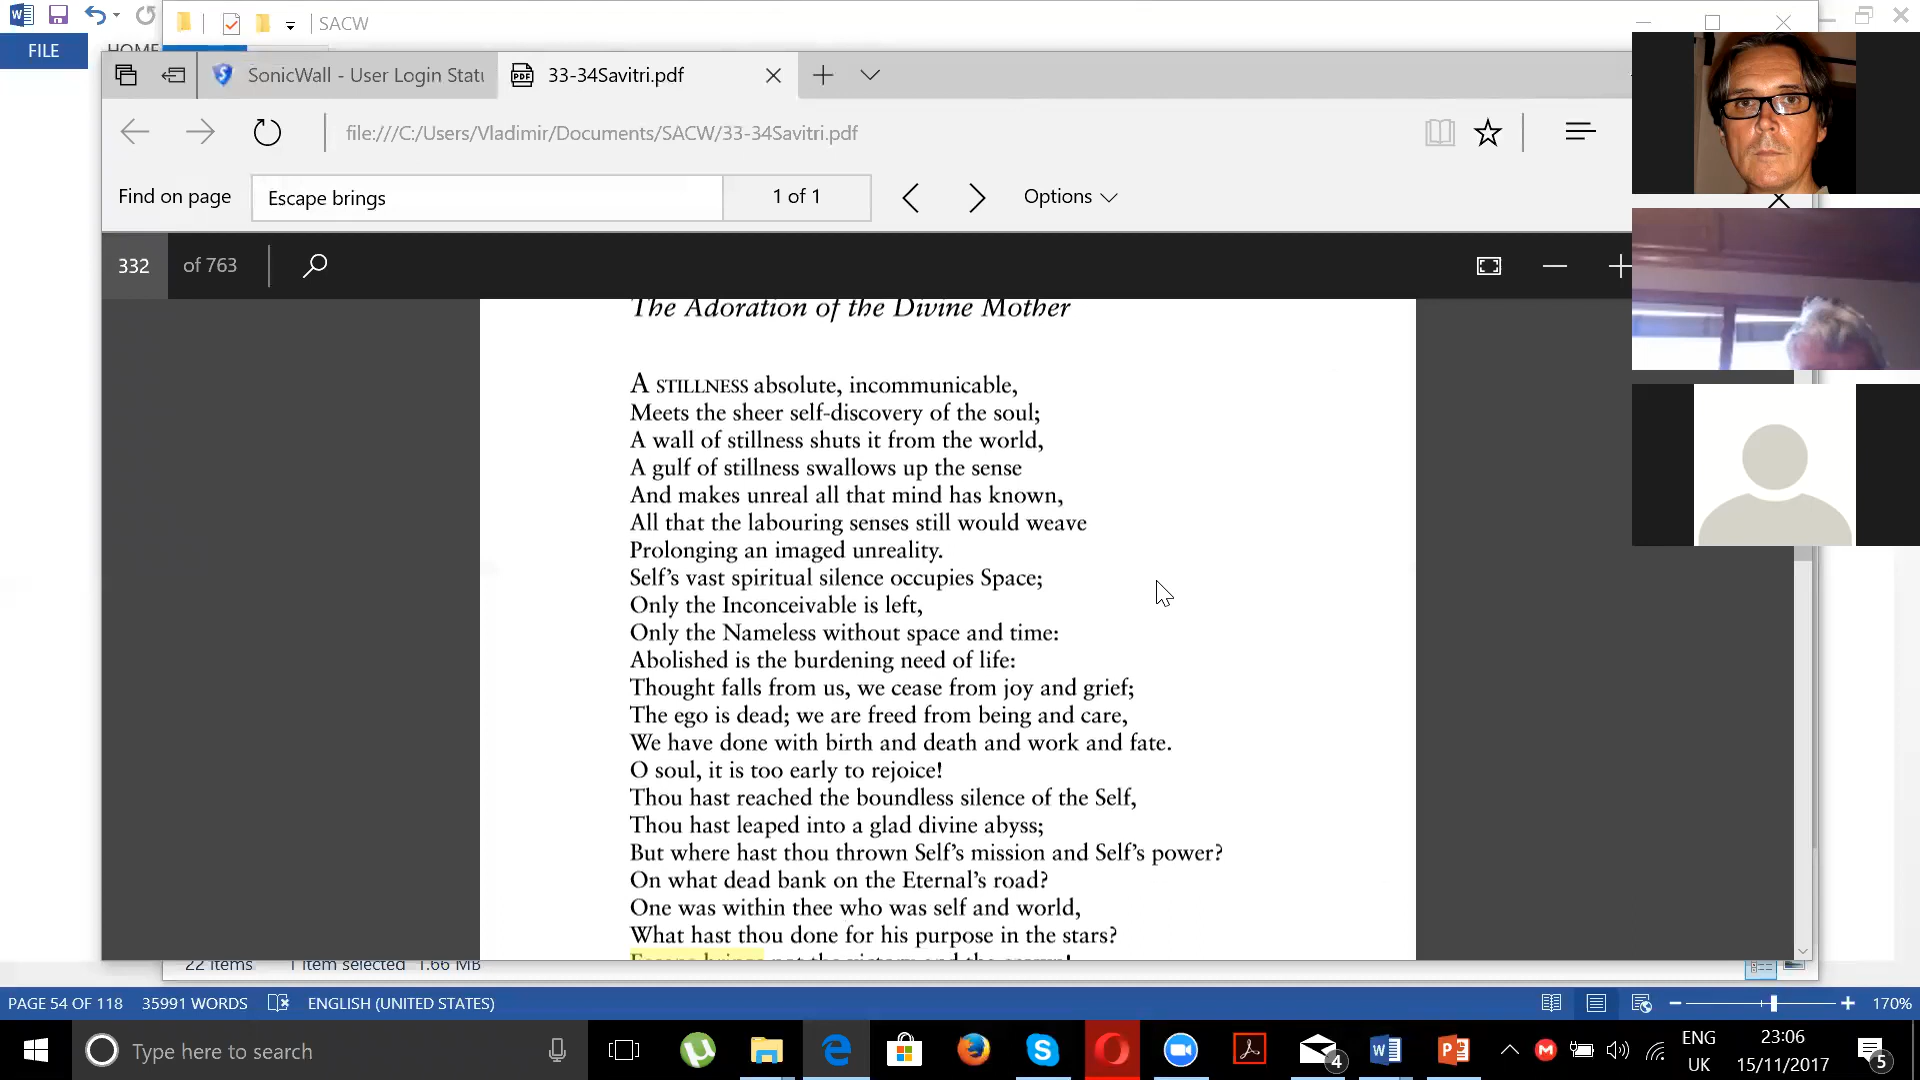 SACW
FILE
HOME
SonicWall - User Login Statu
33-34Savitri.pdf
file:///C:/Users/Vladimir/Documents/SACW/33-34Savitri.pdf
Find on page
Escape brings
1 of 1
Options
332 of 763
The Adoration of the Divine Mother
A STILLNESS absolute, incommunicable,
Meets the sheer self-discovery of the soul;
A wall of stillness shuts it from the world,
A gulf of stillness swallows up the sense
And makes unreal all that mind has known,
All that the labouring senses still would weave
Prolonging an imaged unreality.
Self's vast spiritual silence occupies Space;
Only the Inconceivable is left,
Only the Nameless without space and time:
Abolished is the burdening need of life:
Thought falls from us, we cease from joy and grief;
The ego is dead; we are freed from being and care,
We have done with birth and death and work and fate.
O soul, it is too early to rejoice!
Thou hast reached the boundless silence of the Self,
Thou hast leaped into a glad divine abyss;
But where hast thou thrown Self's mission and Self's power?
On what dead bank on the Eternal's road?
One was within thee who was self and world,
What hast thou done for his purpose in the stars?
Escape brings not the victory and the crown!
22 items 1 item selected 1.66 MB
PAGE 54 OF 118 35991 WORDS ENGLISH (UNITED STATES) 170%
Type here to search
4
ENG
UK
23:06
15/11/2017
5